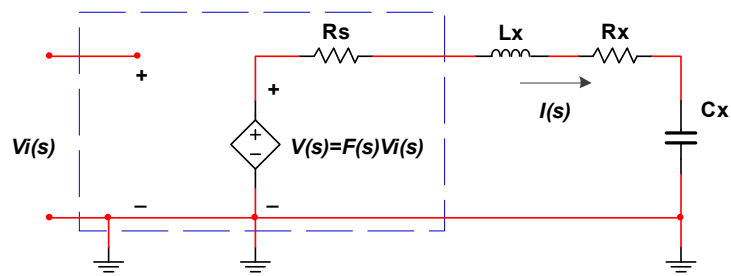 Rs
Lx
Rx
+
+
I(s)
Cx
Vi(s)
+
−
V(s)=F(s)Vi(s)
−
−